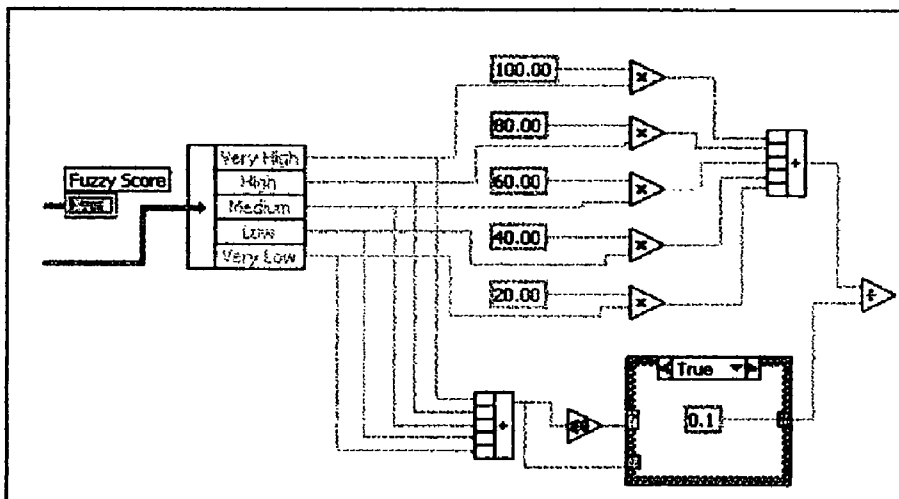 100.00
80.00
Very High
Fuzzy Score
High
60.00
Medium
Low
40.00
Very Low
20.00
True
0.1